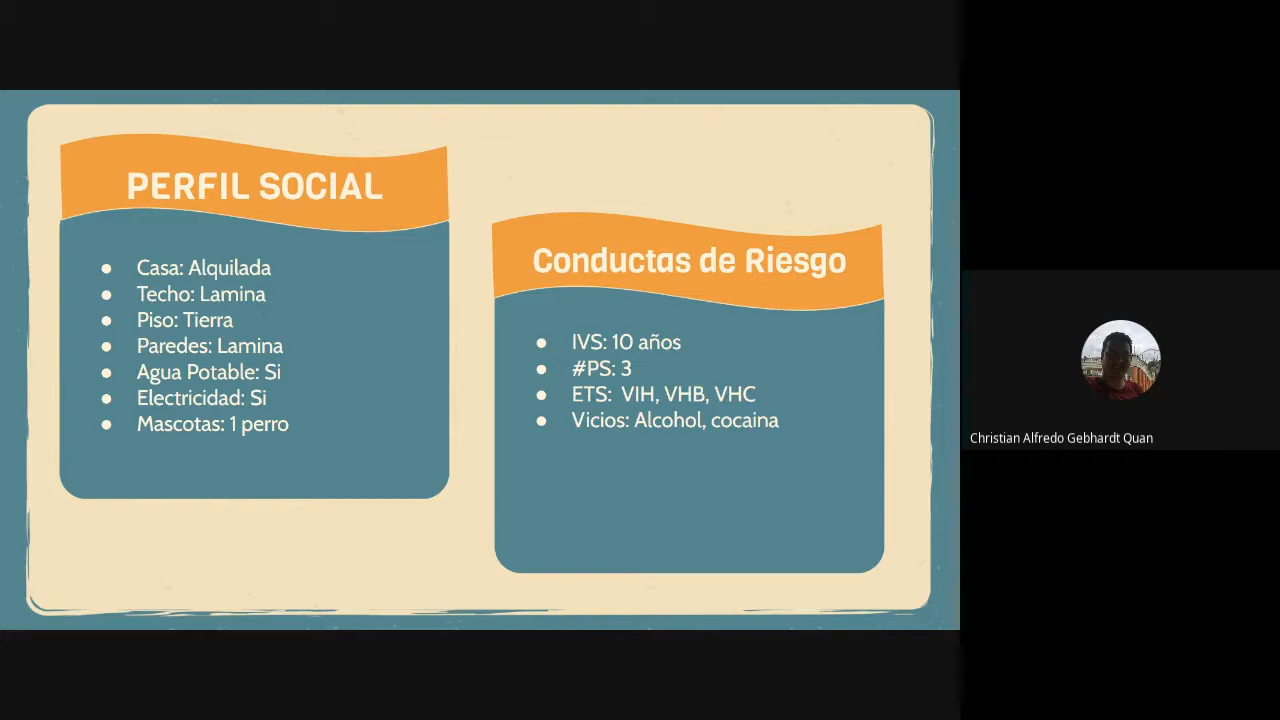 PERFIL SOCIAL
Casa: Alquilada
Techo: Lamina
Piso: Tierra
Paredes: Lamina
Agua Potable: Si
Electricidad: Si
Mascotas: 1 perro
Conductas de Riesgo
IVS: 10 años
#PS: 3
ETS: VIH, VHB, VHC
Vicios: Alcohol, cocaina
Christian Alfredo Gebhardt Quan